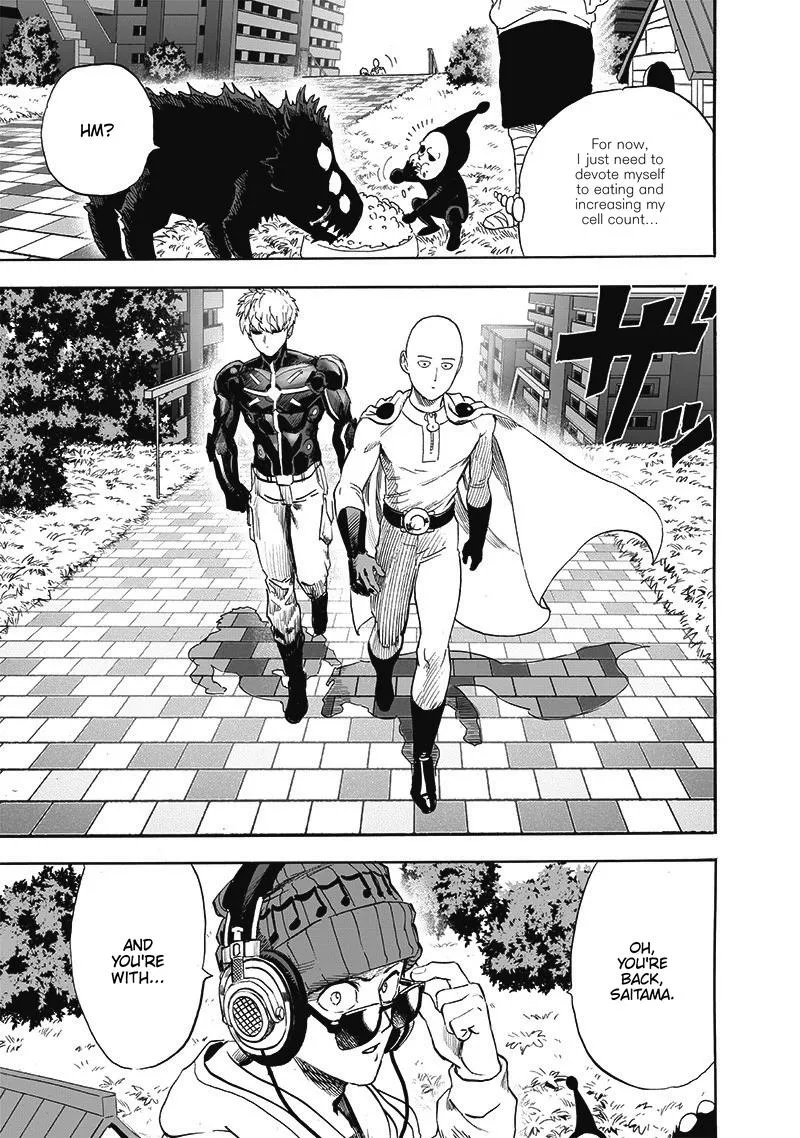 For now,
I just need to
devote myself
to eating and
increasing my
cell count...
HM?
ザッ
OH,
YOU'RE
BACK,
SAITAMA.
AND
YOU'RE
WITH...